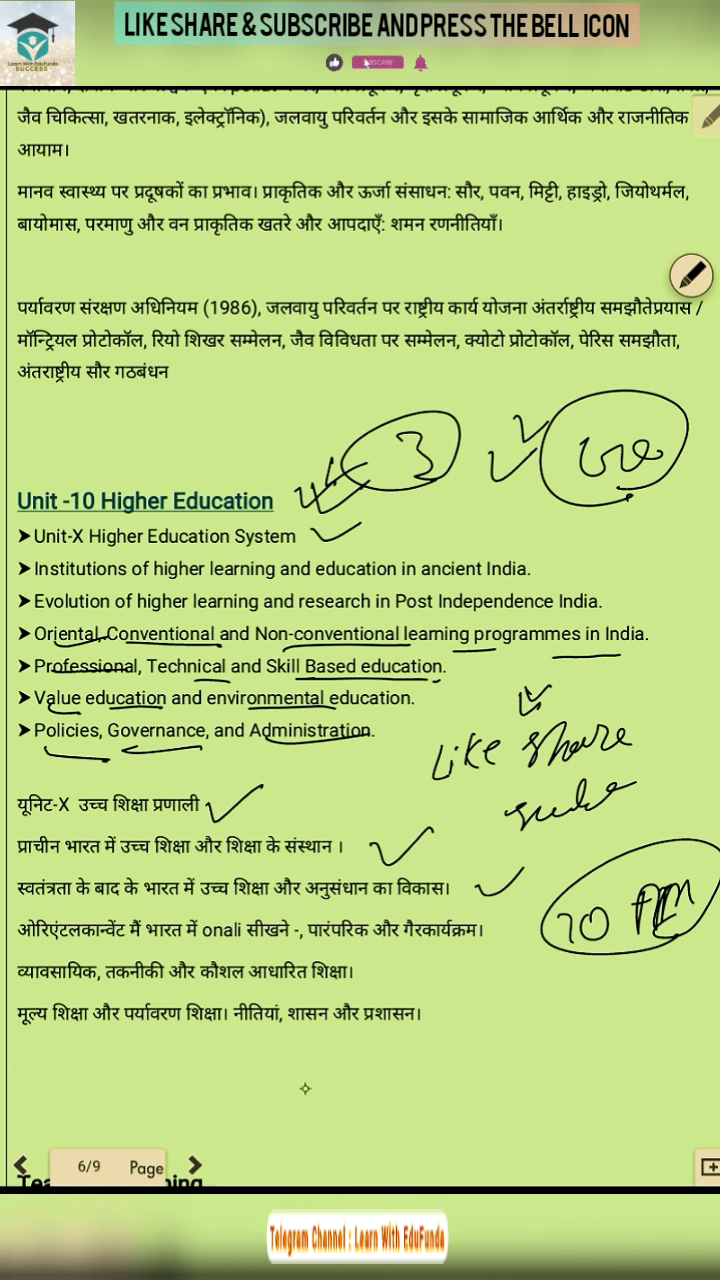 LIKE SHARE & SUBSCRIBE AND PRESS THE BELL ICON
Learn With EduFunda
SUCCESS
SUBSCRIBE
जैव चिकित्सा, खतरनाक, इलेक्ट्रॉनिक), जलवायु परिवर्तन और इसके सामाजिक आर्थिक और राजनीतिक
आयाम।
मानव स्वास्थ्य पर प्रदूषकों का प्रभाव। प्राकृतिक और ऊर्जा संसाधन: सौर, पवन, मिट्टी, हाइड्रो, जियोथर्मल,
बायोमास, परमाणु और वन प्राकृतिक खतरे और आपदाएँ: शमन रणनीतियाँ।
पर्यावरण संरक्षण अधिनियम (1986), जलवायु परिवर्तन पर राष्ट्रीय कार्य योजना अंतर्राष्ट्रीय समझौतेप्रयास /
मॉन्ट्रियल प्रोटोकॉल, रियो शिखर सम्मेलन, जैव विविधता पर सम्मेलन, क्योटो प्रोटोकॉल, पेरिस समझौता,
अंतराष्ट्रीय सौर गठबंधन
3
Unit -10 Higher Education
➤Unit-X Higher Education System
➤Institutions of higher learning and education in ancient India.
➤Evolution of higher learning and research in Post Independence India.
➤Oriental,Conventional and Non-conventional learning programmes in India.
➤Professional, Technical and Skill Based education.
➤Value education and environmental education.
➤Policies, Governance, and Administration.
Like Share
यूनिट-X उच्च शिक्षा प्रणाली
प्राचीन भारत में उच्च शिक्षा और शिक्षा के संस्थान ।
स्वतंत्रता के बाद के भारत में उच्च शिक्षा और अनुसंधान का विकास।
10 PM
ओरिएंटलकान्वेंट मैं भारत में onali सीखने -, पारंपरिक और गैरकार्यक्रम।
व्यावसायिक, तकनीकी और कौशल आधारित शिक्षा।
मूल्य शिक्षा और पर्यावरण शिक्षा। नीतियां, शासन और प्रशासन।
6/9 Page
Telegram Channel : Learn With EduFunda